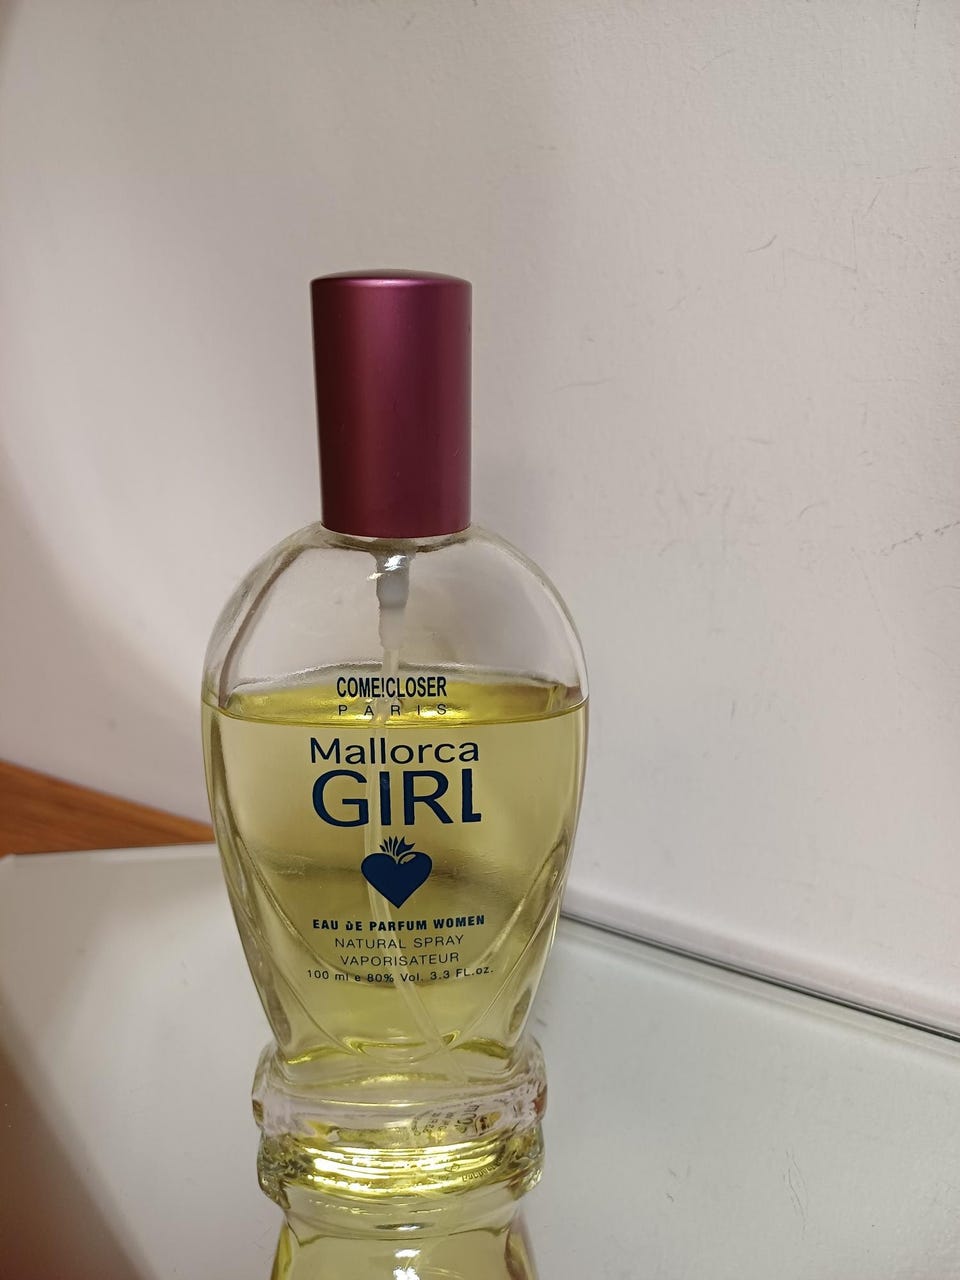 COME!CLOSER
PARIS
Mallorca
GIRL
EAU DE PARFUM WOMEN
NATURAL SPRAY
VAPORISATEUR
100 ml e 80% Vol. 3.3 FL.oz.